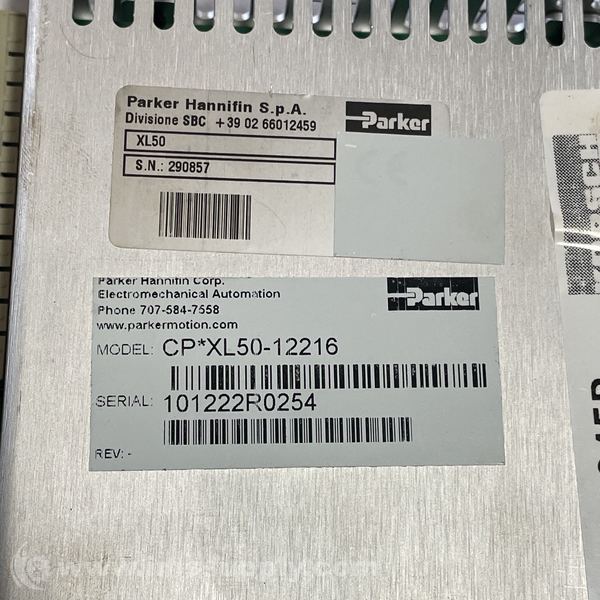 Parker Hannifin S.p.A.
Divisione SBC +39 02 66012459
Parker
XL50
S.N.: 290857
Parker Hannifin Corp.
Electromechanical Automation
Phone 707-584-7558
www.parkermotion.com
Parker
MODEL: CP*XL50-12216
SERIAL: 101222R0254
REV: -